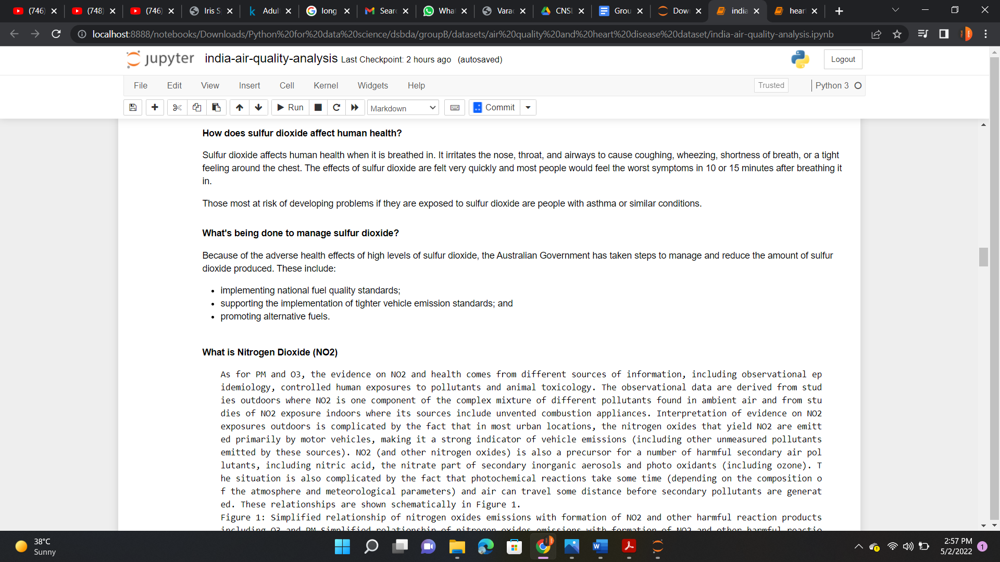 (746)
(748)
(746)
Iris S
Adul
long
Sear
What
Varac
CNSL
Grou
Dow
india
hear
localhost:8888/notebooks/Downloads/Python%20for%20data%20science/dsbda/groupB/datasets/air%20quality%20and%20heart%20disease%20dataset/india-air-quality-analysis.ipynb
jupyter india-air-quality-analysis Last Checkpoint: 2 hours ago (autosaved)
Logout
File Edit View Insert Cell Kernel Widgets Help
Trusted
Python 3
Run
Markdown
Commit
How does sulfur dioxide affect human health?
Sulfur dioxide affects human health when it is breathed in. It irritates the nose, throat, and airways to cause coughing, wheezing, shortness of breath, or a tight
feeling around the chest. The effects of sulfur dioxide are felt very quickly and most people would feel the worst symptoms in 10 or 15 minutes after breathing it
in.
Those most at risk of developing problems if they are exposed to sulfur dioxide are people with asthma or similar conditions.
What's being done to manage sulfur dioxide?
Because of the adverse health effects of high levels of sulfur dioxide, the Australian Government has taken steps to manage and reduce the amount of sulfur
dioxide produced. These include:
• implementing national fuel quality standards;
• supporting the implementation of tighter vehicle emission standards; and
• promoting alternative fuels.
What is Nitrogen Dioxide (NO2)
As for PM and O3, the evidence on NO2 and health comes from different sources of information, including observational ep
idemiology, controlled human exposures to pollutants and animal toxicology. The observational data are derived from stud
ies outdoors where NO2 is one component of the complex mixture of different pollutants found in ambient air and from stu
dies of NO2 exposure indoors where its sources include unvented combustion appliances. Interpretation of evidence on NO2
exposures outdoors is complicated by the fact that in most urban locations, the nitrogen oxides that yield NO2 are emitt
ed primarily by motor vehicles, making it a strong indicator of vehicle emissions (including other unmeasured pollutants
emitted by these sources). NO2 (and other nitrogen oxides) is also a precursor for a number of harmful secondary air pol
lutants, including nitric acid, the nitrate part of secondary inorganic aerosols and photo oxidants (including ozone). T
he situation is also complicated by the fact that photochemical reactions take some time (depending on the composition o
f the atmosphere and meteorological parameters) and air can travel some distance before secondary pollutants are generat
ed. These relationships are shown schematically in Figure 1.
Figure 1: Simplified relationship of nitrogen oxides emissions with formation of NO2 and other harmful reaction products
including O3 and PM Simplified relationship of nitrogen oxides emissions with formation of NO2 and other harmful reactio
38°C
Sunny
2:57 PM
5/2/2022
1